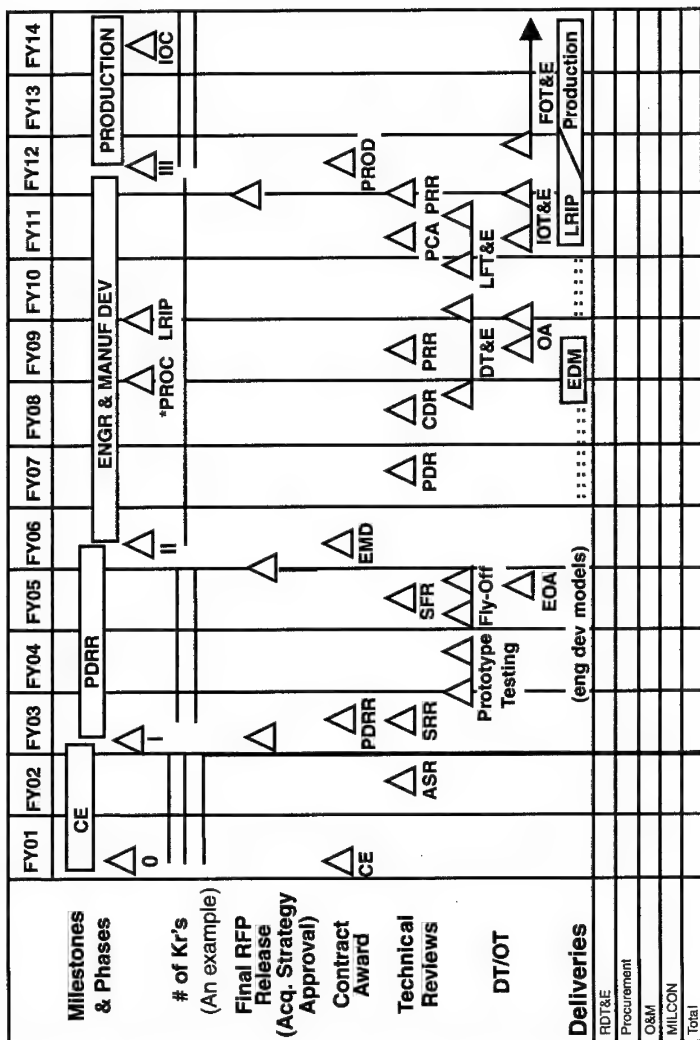 FY01 FY02 FY03 FY04 FY05 FY06 FY07 FY08 FY09 FY10 FY11 FY12 FY13 FY14
Milestones
& Phases
CE
PDRR
ENGR & MANUF DEV
PRODUCTION
0
I
II
*PROC
LRIP
III
IOC
# of Kr's
(An example)
Final RFP
Release
(Acq. Strategy
Approval)
Contract
Award
CE
PDRR
EMD
PROD
Technical
Reviews
ASR
SRR
SFR
PDR
CDR
PRR
PCA
PRR
DT/OT
Prototype
Testing
Fly-Off
DT&E
LFT&E
EOA
OA
IOT&E
FOT&E
Deliveries
(eng dev models)
EDM
LRIP
Production
RDT&E
Procurement
O&M
MILCON
Total